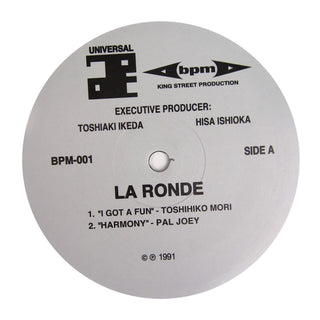 UNIVERSAL
bpm
KING STREET PRODUCTION
EXECUTIVE PRODUCER:
TOSHIAKI IKEDA HISA ISHIOKA
BPM-001 SIDE A
LA RONDE
1. "I GOT A FUN" - TOSHIHIKO MORI
2. "HARMONY" - PAL JOEY
© ℗ 1991